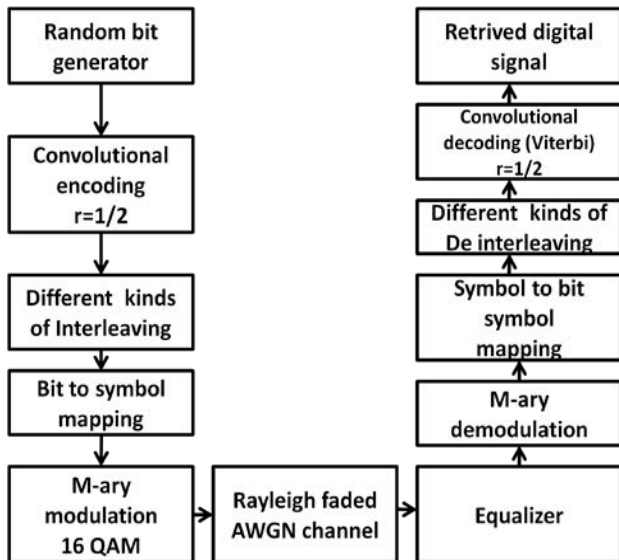 Random bit
generator
Convolutional
encoding
r=1/2
Different kinds
of Interleaving
Bit to symbol
mapping
M-ary
modulation
16 QAM
Rayleigh faded
AWGN channel
Equalizer
M-ary
demodulation
Symbol to bit
symbol
mapping
Different kinds of
De interleaving
Convolutional
decoding (Viterbi)
r=1/2
Retrived digital
signal